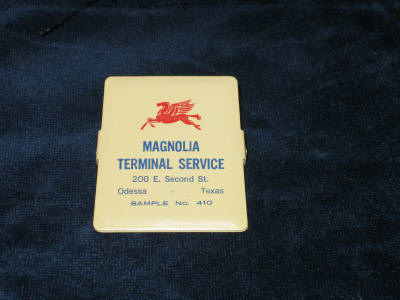 MAGNOLIA
TERMINAL SERVICE
200 E. Second St.
Odessa - Texas
SAMPLE No. 410